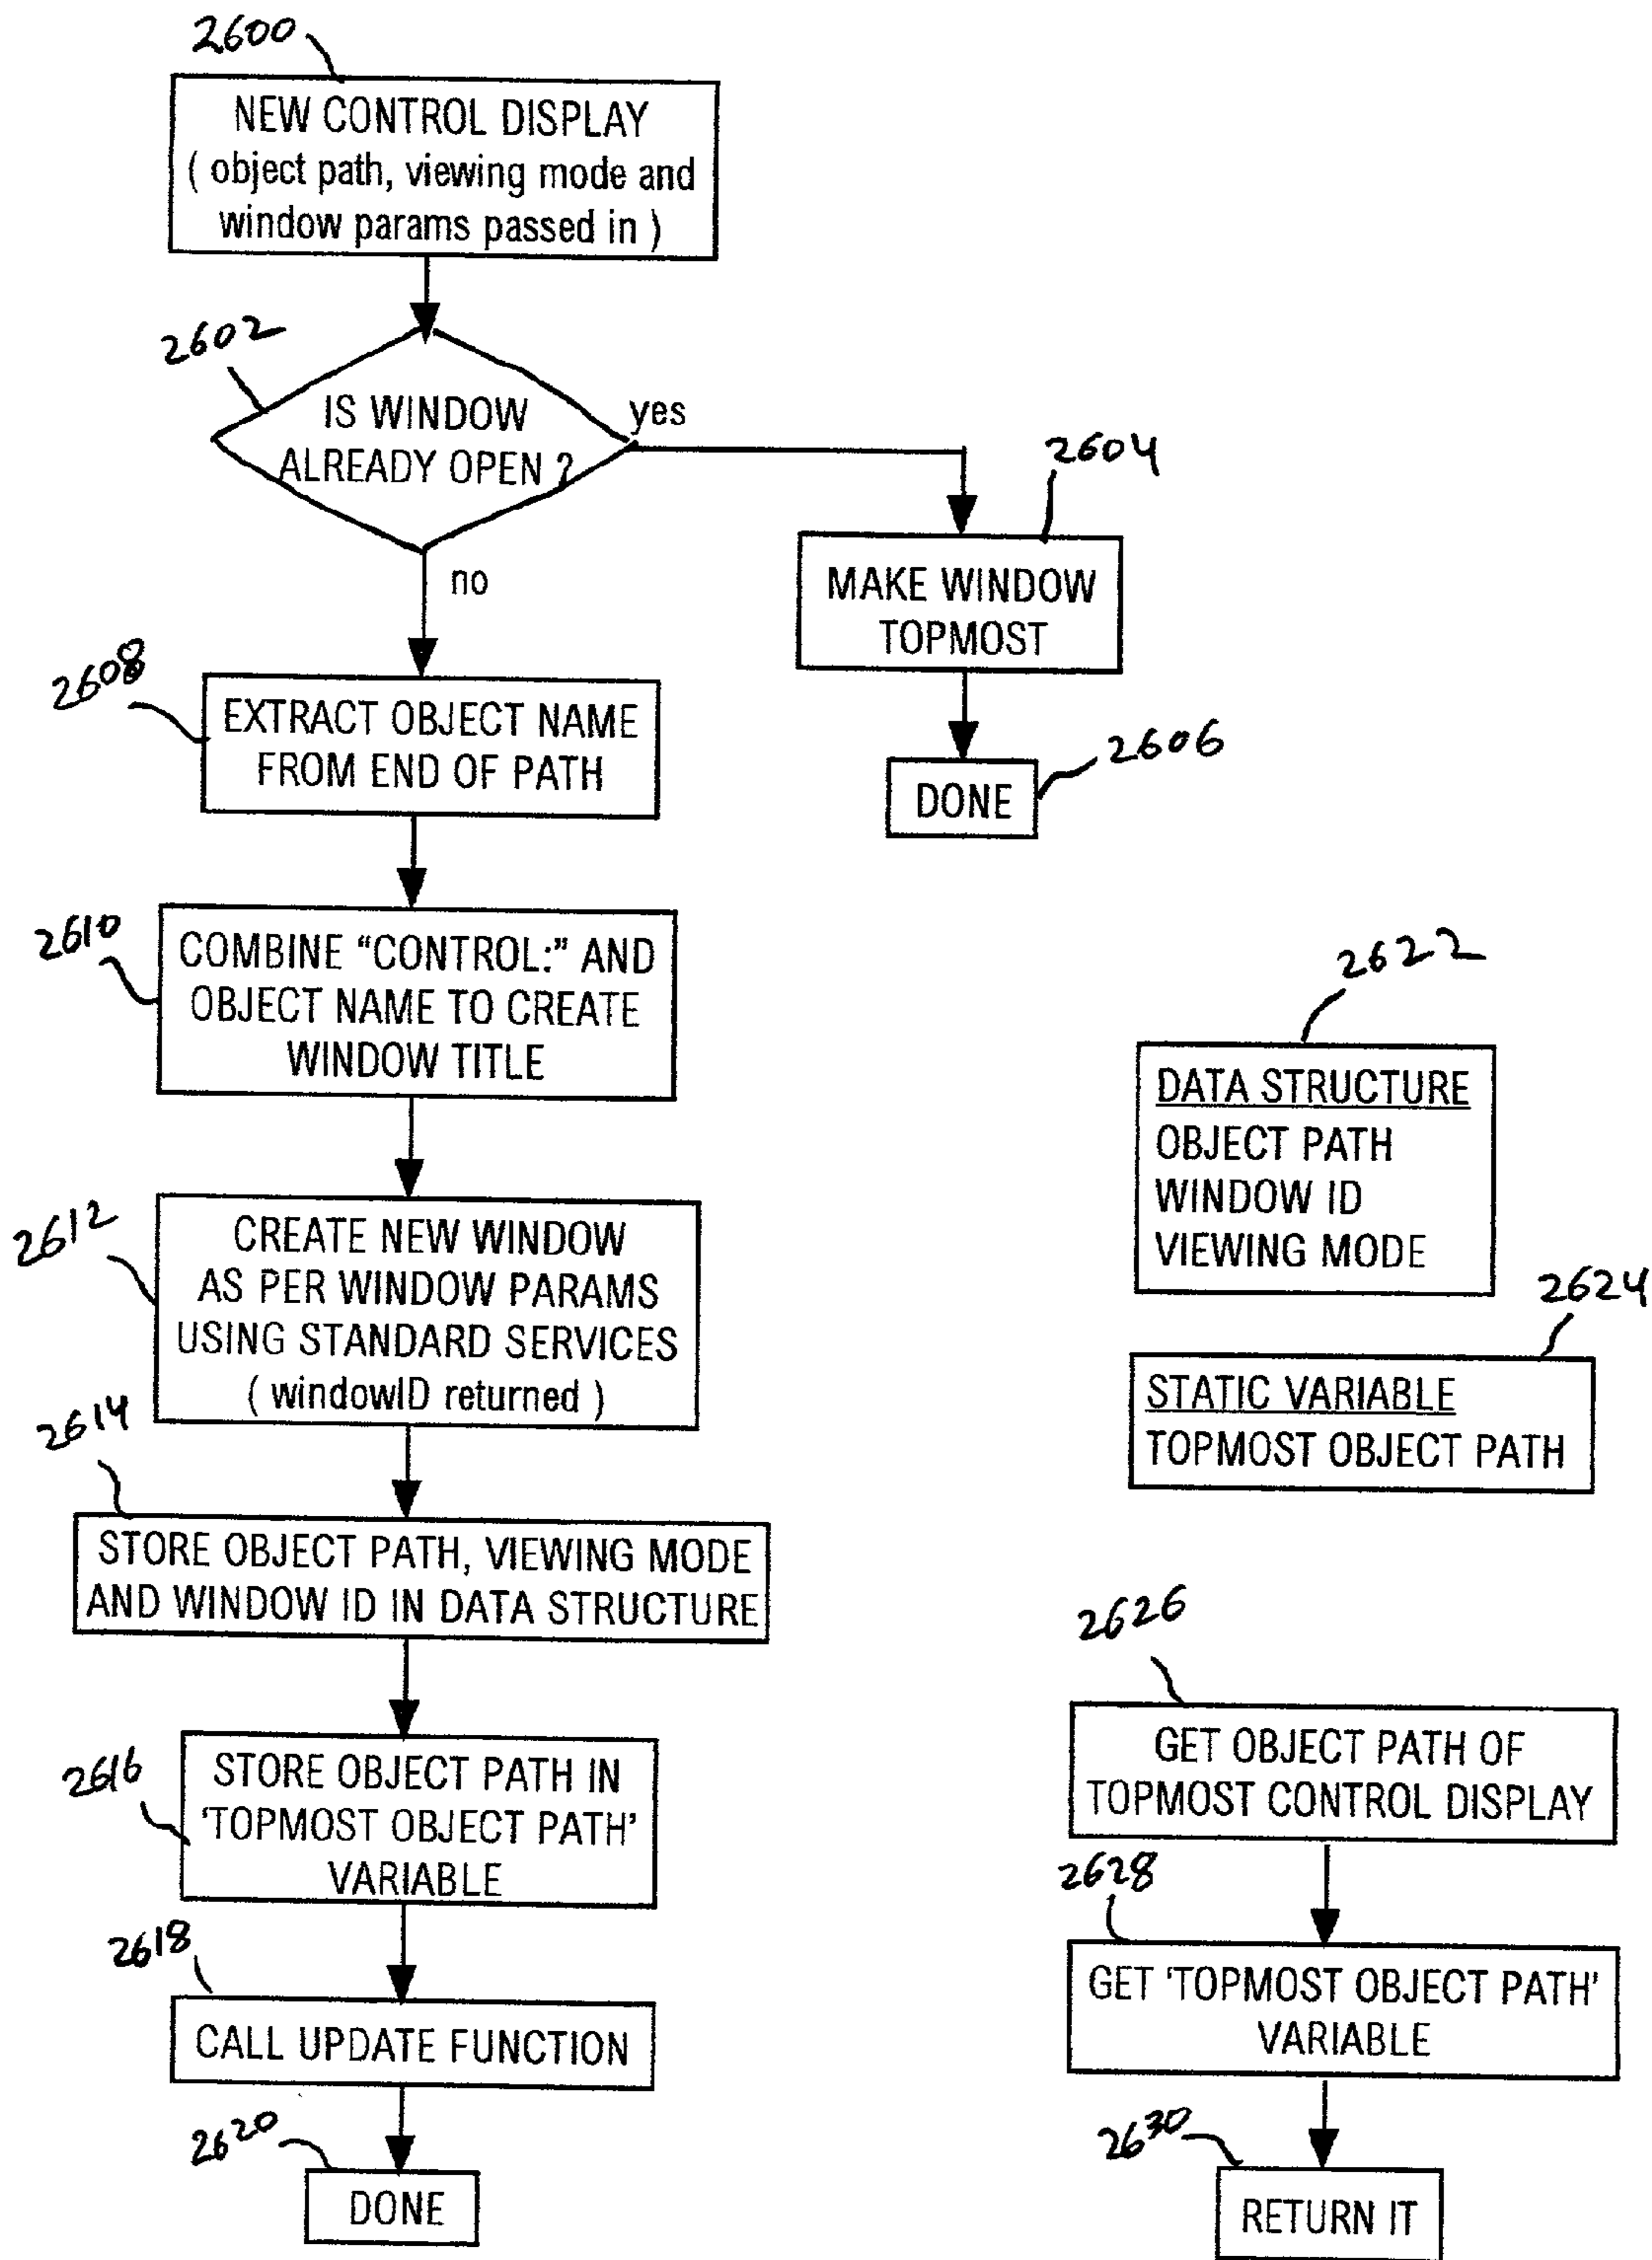 2600
NEW CONTROL DISPLAY
( object path, viewing mode and
window params passed in )
2602
IS WINDOW
ALREADY OPEN ?
yes
no
2604
MAKE WINDOW
TOPMOST
2606
DONE
2608
EXTRACT OBJECT NAME
FROM END OF PATH
2610
COMBINE “CONTROL:” AND
OBJECT NAME TO CREATE
WINDOW TITLE
2612
CREATE NEW WINDOW
AS PER WINDOW PARAMS
USING STANDARD SERVICES
( windowID returned )
2614
STORE OBJECT PATH, VIEWING MODE
AND WINDOW ID IN DATA STRUCTURE
2616
STORE OBJECT PATH IN
‘TOPMOST OBJECT PATH’
VARIABLE
2618
CALL UPDATE FUNCTION
2620
DONE
2622
DATA STRUCTURE
OBJECT PATH
WINDOW ID
VIEWING MODE
2624
STATIC VARIABLE
TOPMOST OBJECT PATH
2626
GET OBJECT PATH OF
TOPMOST CONTROL DISPLAY
2628
GET ‘TOPMOST OBJECT PATH’
VARIABLE
2630
RETURN IT